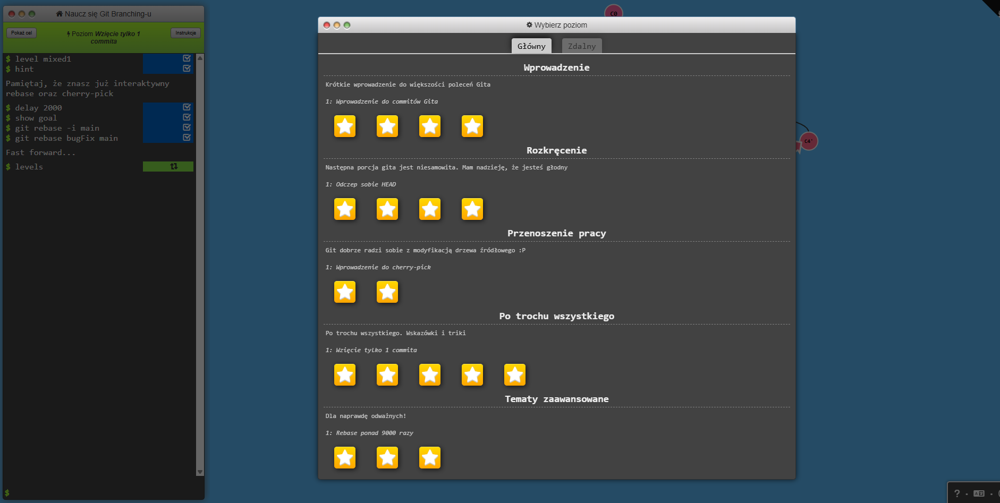 Naucz się Git Branching-u
Pokaż cel
Poziom Wzięcie tylko 1
commita
Instrukcje
$ level mixed1
$ hint
Pamiętaj, że znasz już interaktywny
rebase oraz cherry-pick
$ delay 2000
$ show goal
$ git rebase -i main
$ git rebase bugFix main
Fast forward...
$ levels
$
C0
Wybierz poziom
Główny
Zdalny
Wprowadzenie
Krótkie wprowadzenie do większości poleceń Gita
1: Wprowadzenie do commitów Gita
Rozkręcenie
Następna porcja gita jest niesamowita. Mam nadzieję, że jesteś głodny
1: Odczep sobie HEAD
Przenoszenie pracy
Git dobrze radzi sobie z modyfikacją drzewa źródłowego :P
1: Wprowadzenie do cherry-pick
Po trochu wszystkiego
Po trochu wszystkiego. Wskazówki i triki
1: Wzięcie tylko 1 commita
Tematy zaawansowane
Dla naprawdę odważnych!
1: Rebase ponad 9000 razy
C4'
?